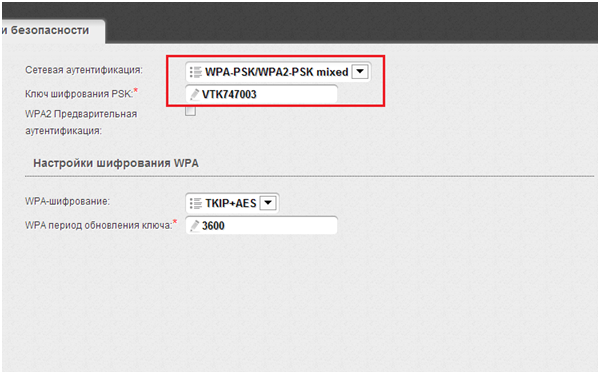 и безопасности
Сетевая аутентификация: WPA-PSK/WPA2-PSK mixed
Ключ шифрования PSK:* VTK747003
WPA2 Предварительная
аутентификация:
Настройки шифрования WPA
WPA-шифрование: TKIP+AES
WPA период обновления ключа:* 3600